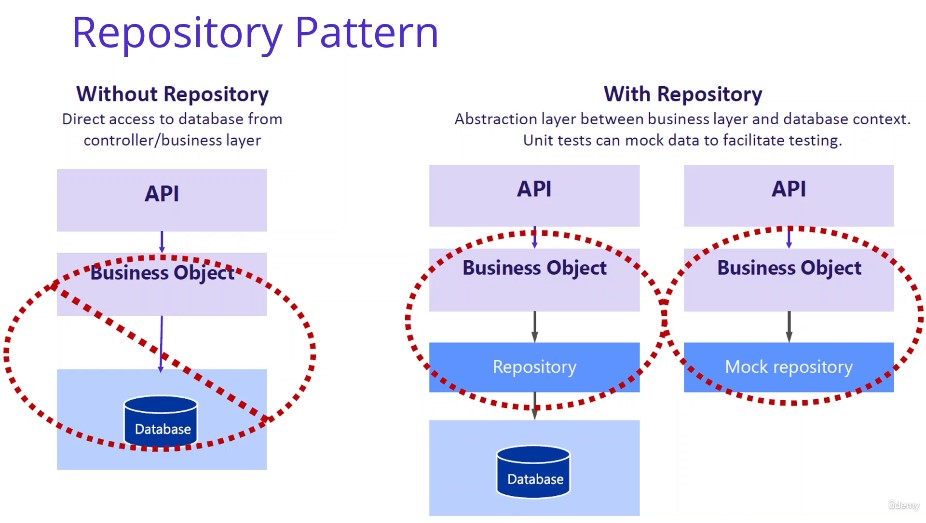 Repository Pattern
Without Repository
Direct access to database from
controller/business layer
API
Business Object
Database
With Repository
Abstraction layer between business layer and database context.
Unit tests can mock data to facilitate testing.
API
Business Object
Repository
Database
API
Business Object
Mock repository
ûdemy